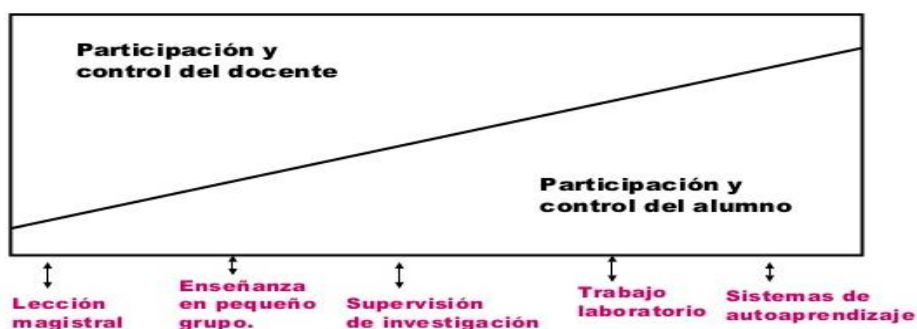 Participación y
control del docente
Participación y
control del alumno
Lección
magistral
Enseñanza
en pequeño
grupo.
Supervisión
de investigación
Trabajo
laboratorio
Sistemas de
autoaprendizaje